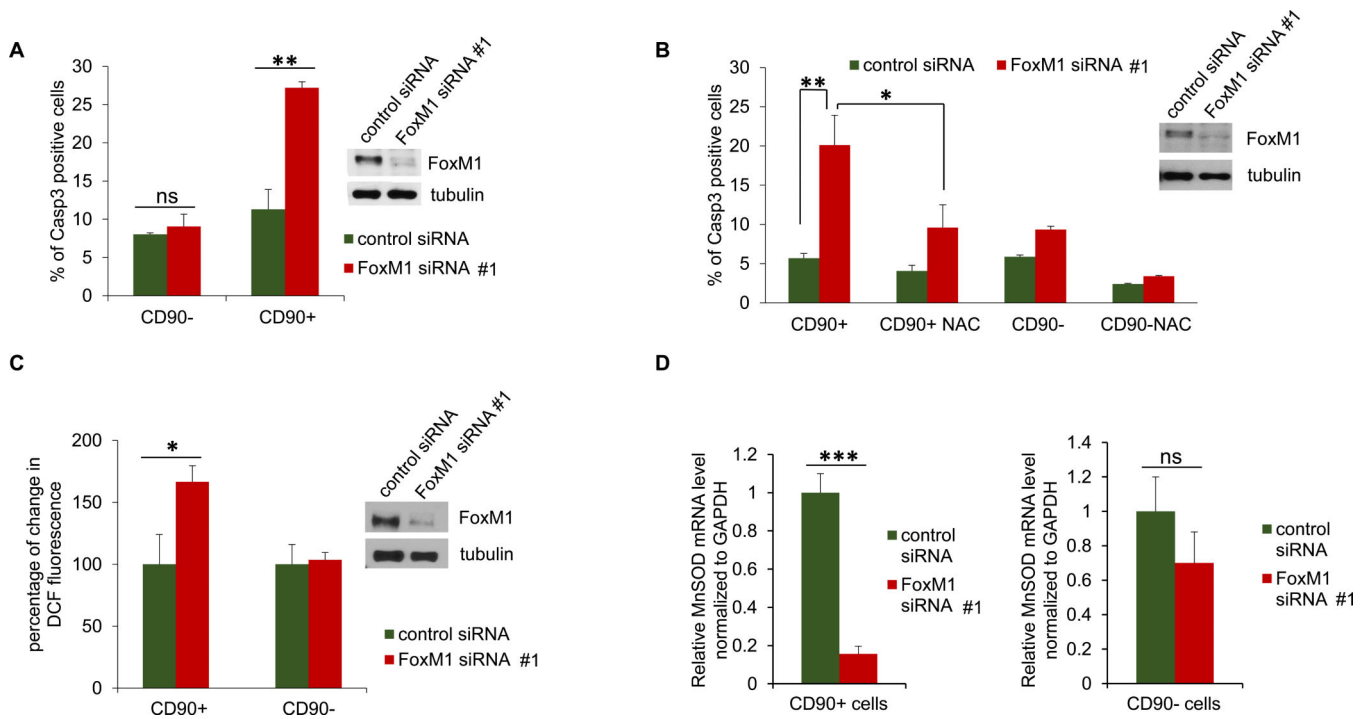 A
% of Casp3 positive cells
30
25
20
15
10
5
0
ns
**
CD90-
CD90+
control siRNA
FoxM1 siRNA #1
FoxM1
tubulin
control siRNA
FoxM1 siRNA #1
B
% of Casp3 positive cells
30
25
20
15
10
5
0
control siRNA
FoxM1 siRNA #1
**
*
CD90+
CD90+ NAC
CD90-
CD90-NAC
control siRNA
FoxM1 siRNA #1
FoxM1
tubulin
C
percentage of change in
DCF fluorescence
200
150
100
50
0
*
CD90+
CD90-
control siRNA
FoxM1 siRNA #1
FoxM1
tubulin
control siRNA
FoxM1 siRNA #1
D
Relative MnSOD mRNA level
normalized to GAPDH
1.2
1
0.8
0.6
0.4
0.2
0
***
CD90+ cells
control
siRNA
FoxM1
siRNA #1
Relative MnSOD mRNA level
normalized to GAPDH
1.4
1.2
1
0.8
0.6
0.4
0.2
0
ns
CD90- cells
control
siRNA
FoxM1
siRNA #1